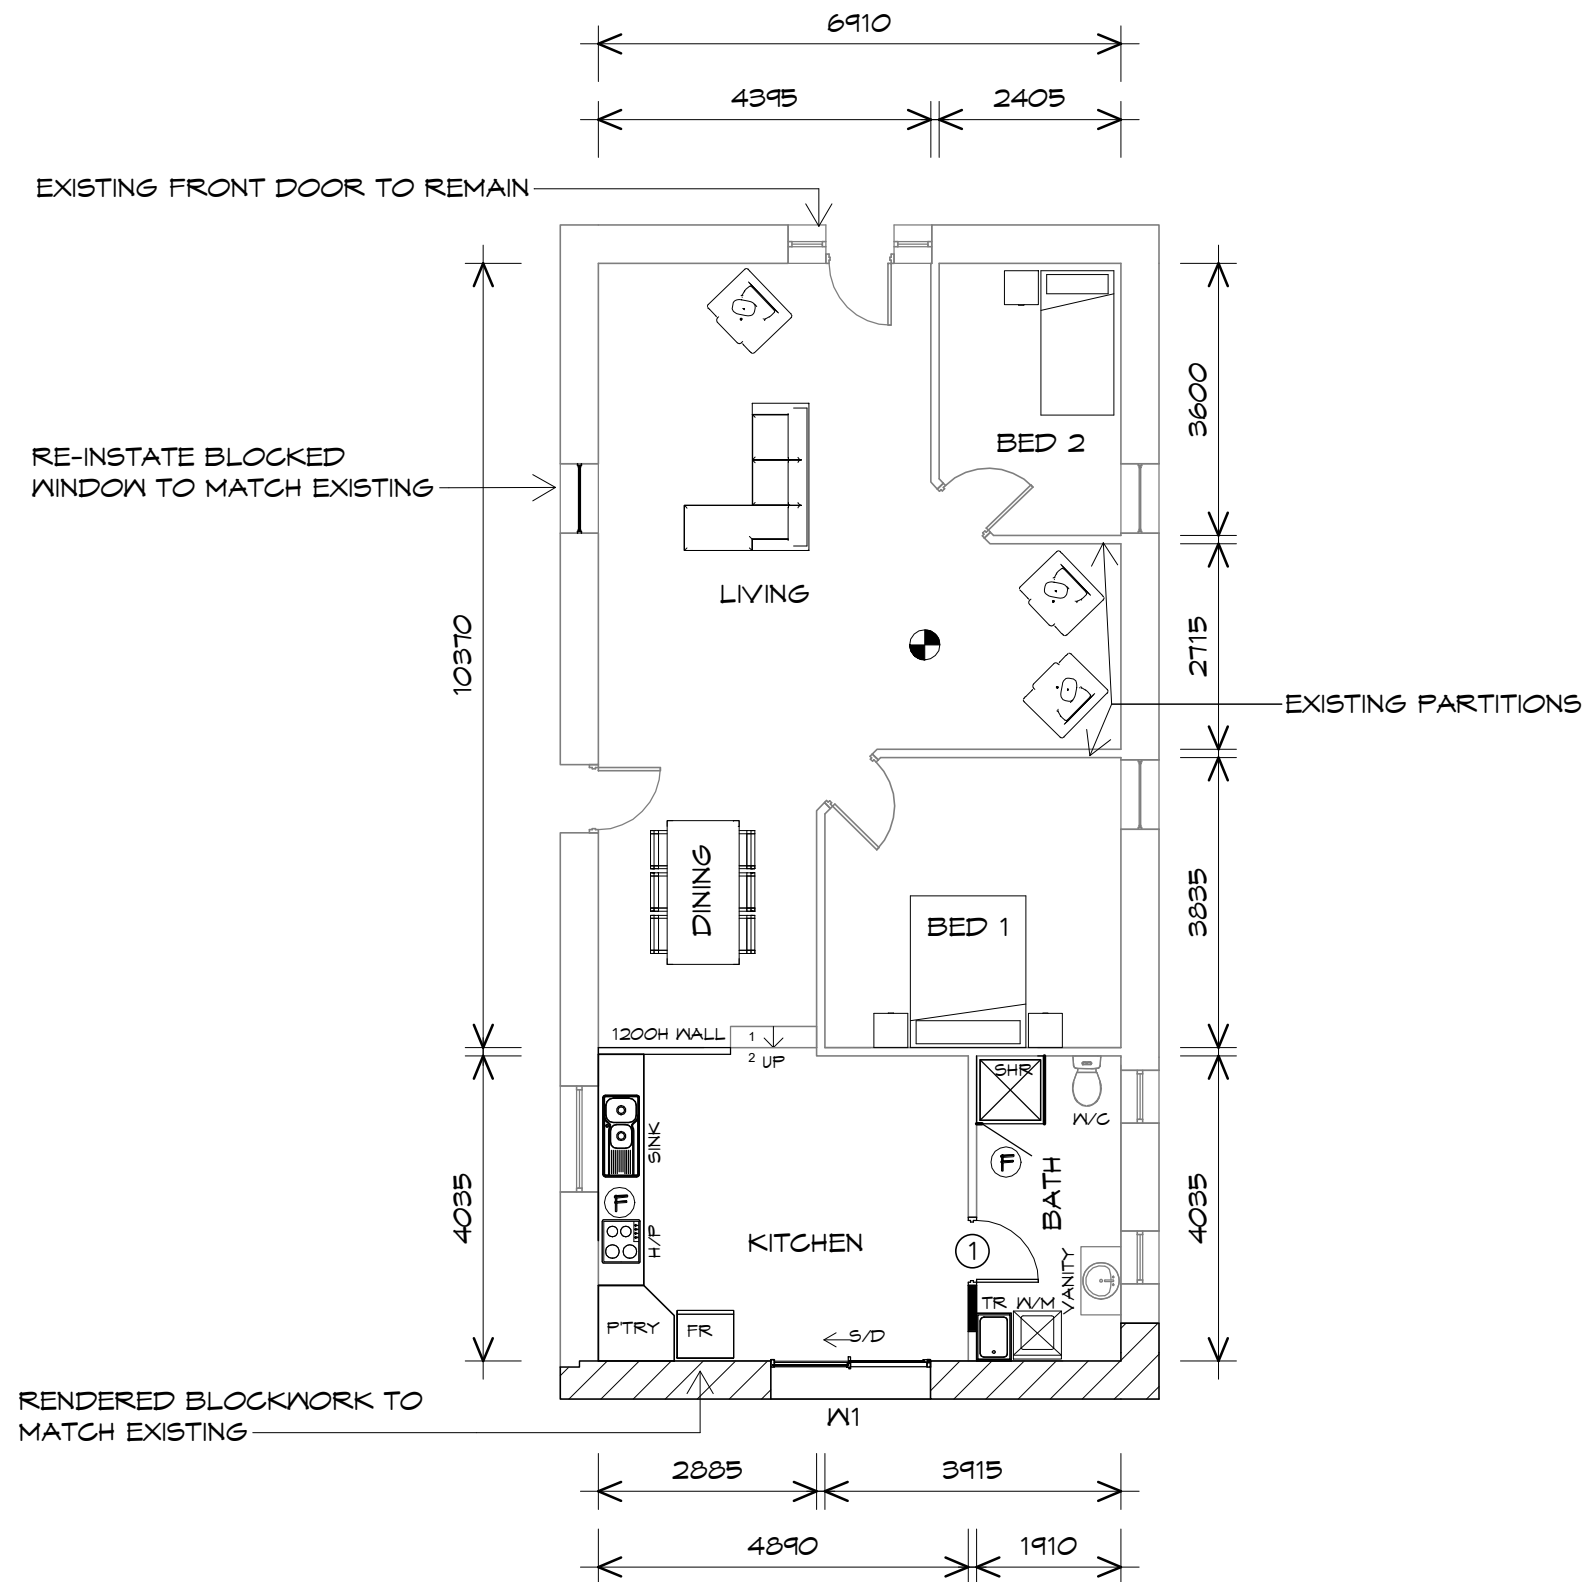 6910
4395
2405
EXISTING FRONT DOOR TO REMAIN
3600
BED 2
RE-INSTATE BLOCKED
WINDOW TO MATCH EXISTING
LIVING
10370
2715
EXISTING PARTITIONS
DINING
BED 1
3835
1200H WALL
1
2 UP
SHR
W/C
SINK
F
F
BATH
4035
4035
H/P
KITCHEN
1
VANITY
TR
W/M
P'TRY
FR
S/D
RENDERED BLOCKWORK TO
MATCH EXISTING
W1
2885
3915
4890
1910